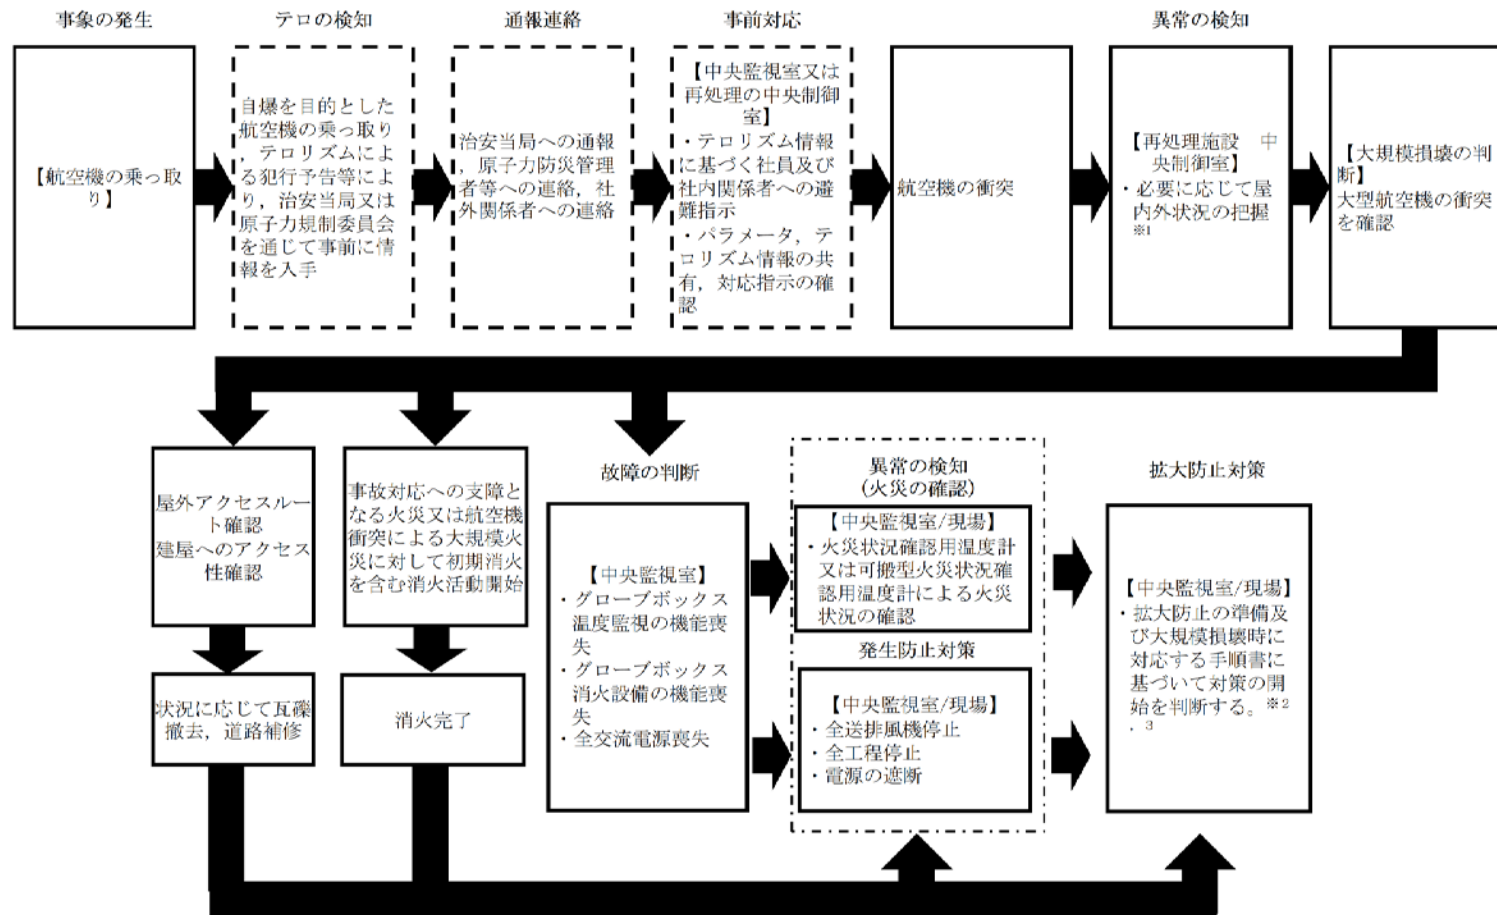 事象の発生
テロの検知
通報連絡
事前対応
異常の検知
【航空機の乗っ取
り】
自爆を目的とした
航空機の乗っ取り
，テロリズムによ
る犯行予告等によ
り，治安当局又は
原子力規制委員会
を通じて事前に情
報を入手
治安当局への通報
，原子力防災管理
者等への連絡，社
外関係者への連絡
【中央監視室又は
再処理の中央制御
室】
・テロリズム情報
に基づく社員及び
社内関係者への避
難指示
・パラメータ，テ
ロリズム情報の共
有，対応指示の確
認
航空機の衝突
【再処理施設　中
央制御室】
・必要に応じて屋
内外状況の把握
※1
【大規模損壊の判
断】
大型航空機の衝突
を確認
屋外アクセスルー
ト確認
建屋へのアクセス
性確認
状況に応じて瓦礫
撤去，道路補修
事故対応への支障と
なる火災又は航空機
衝突による大規模火
災に対して初期消火
を含む消火活動開始
消火完了
故障の判断
【中央監視室】
・グローブボックス
温度監視の機能喪
失
・グローブボックス
消火設備の機能喪
失
・全交流電源喪失
異常の検知
(火災の確認)
【中央監視室/現場】
・火災状況確認用温度計
又は可搬型火災状況確
認用温度計による火災
状況の確認
発生防止対策
【中央監視室/現場】
・全送排風機停止
・全工程停止
・電源の遮断
拡大防止対策
【中央監視室/現場】
・拡大防止の準備及
び大規模損壊時に
対応する手順書に
基づいて対策の開
始を判断する。※2
，3